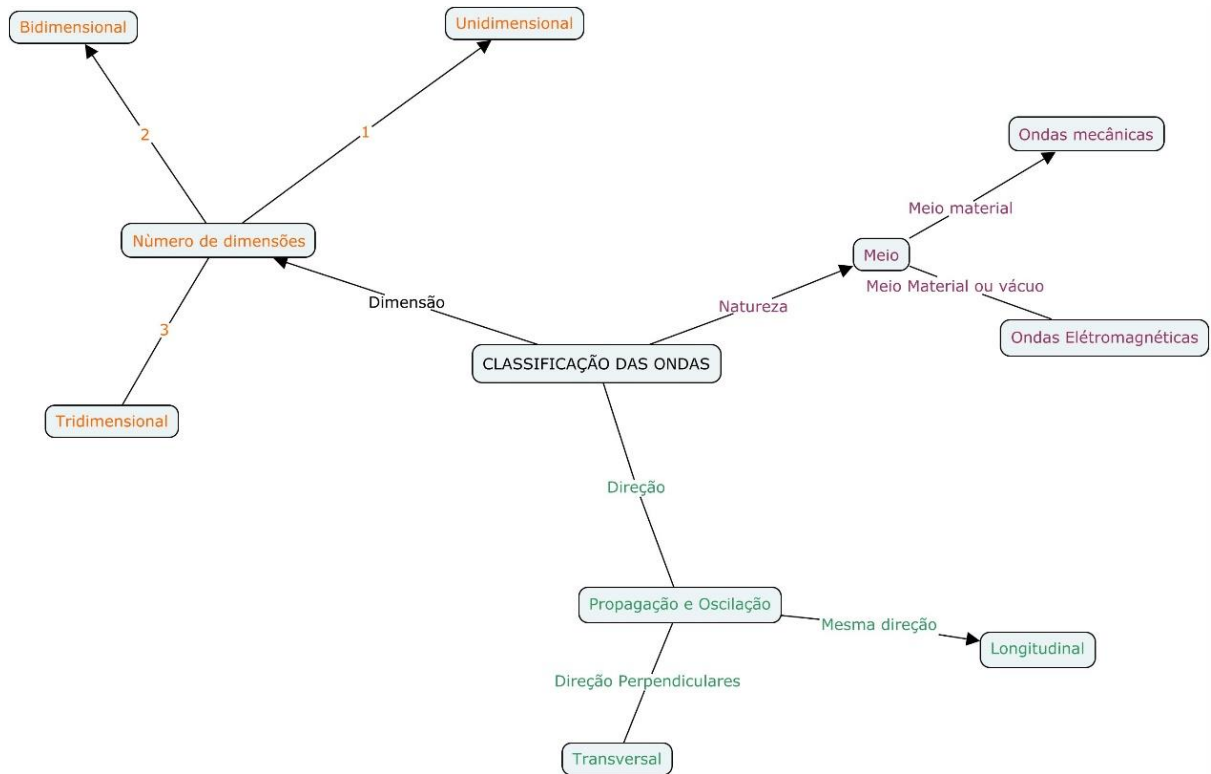 Bidimensional
Unidimensional
2
1
Ondas mecânicas
Meio material
Nùmero de dimensões
Meio
Meio Material ou vácuo
Dimensão
Natureza
3
Ondas Elétromagnéticas
CLASSIFICAÇÃO DAS ONDAS
Tridimensional
Direção
Propagação e Oscilação
Mesma direção
Longitudinal
Direção Perpendiculares
Transversal